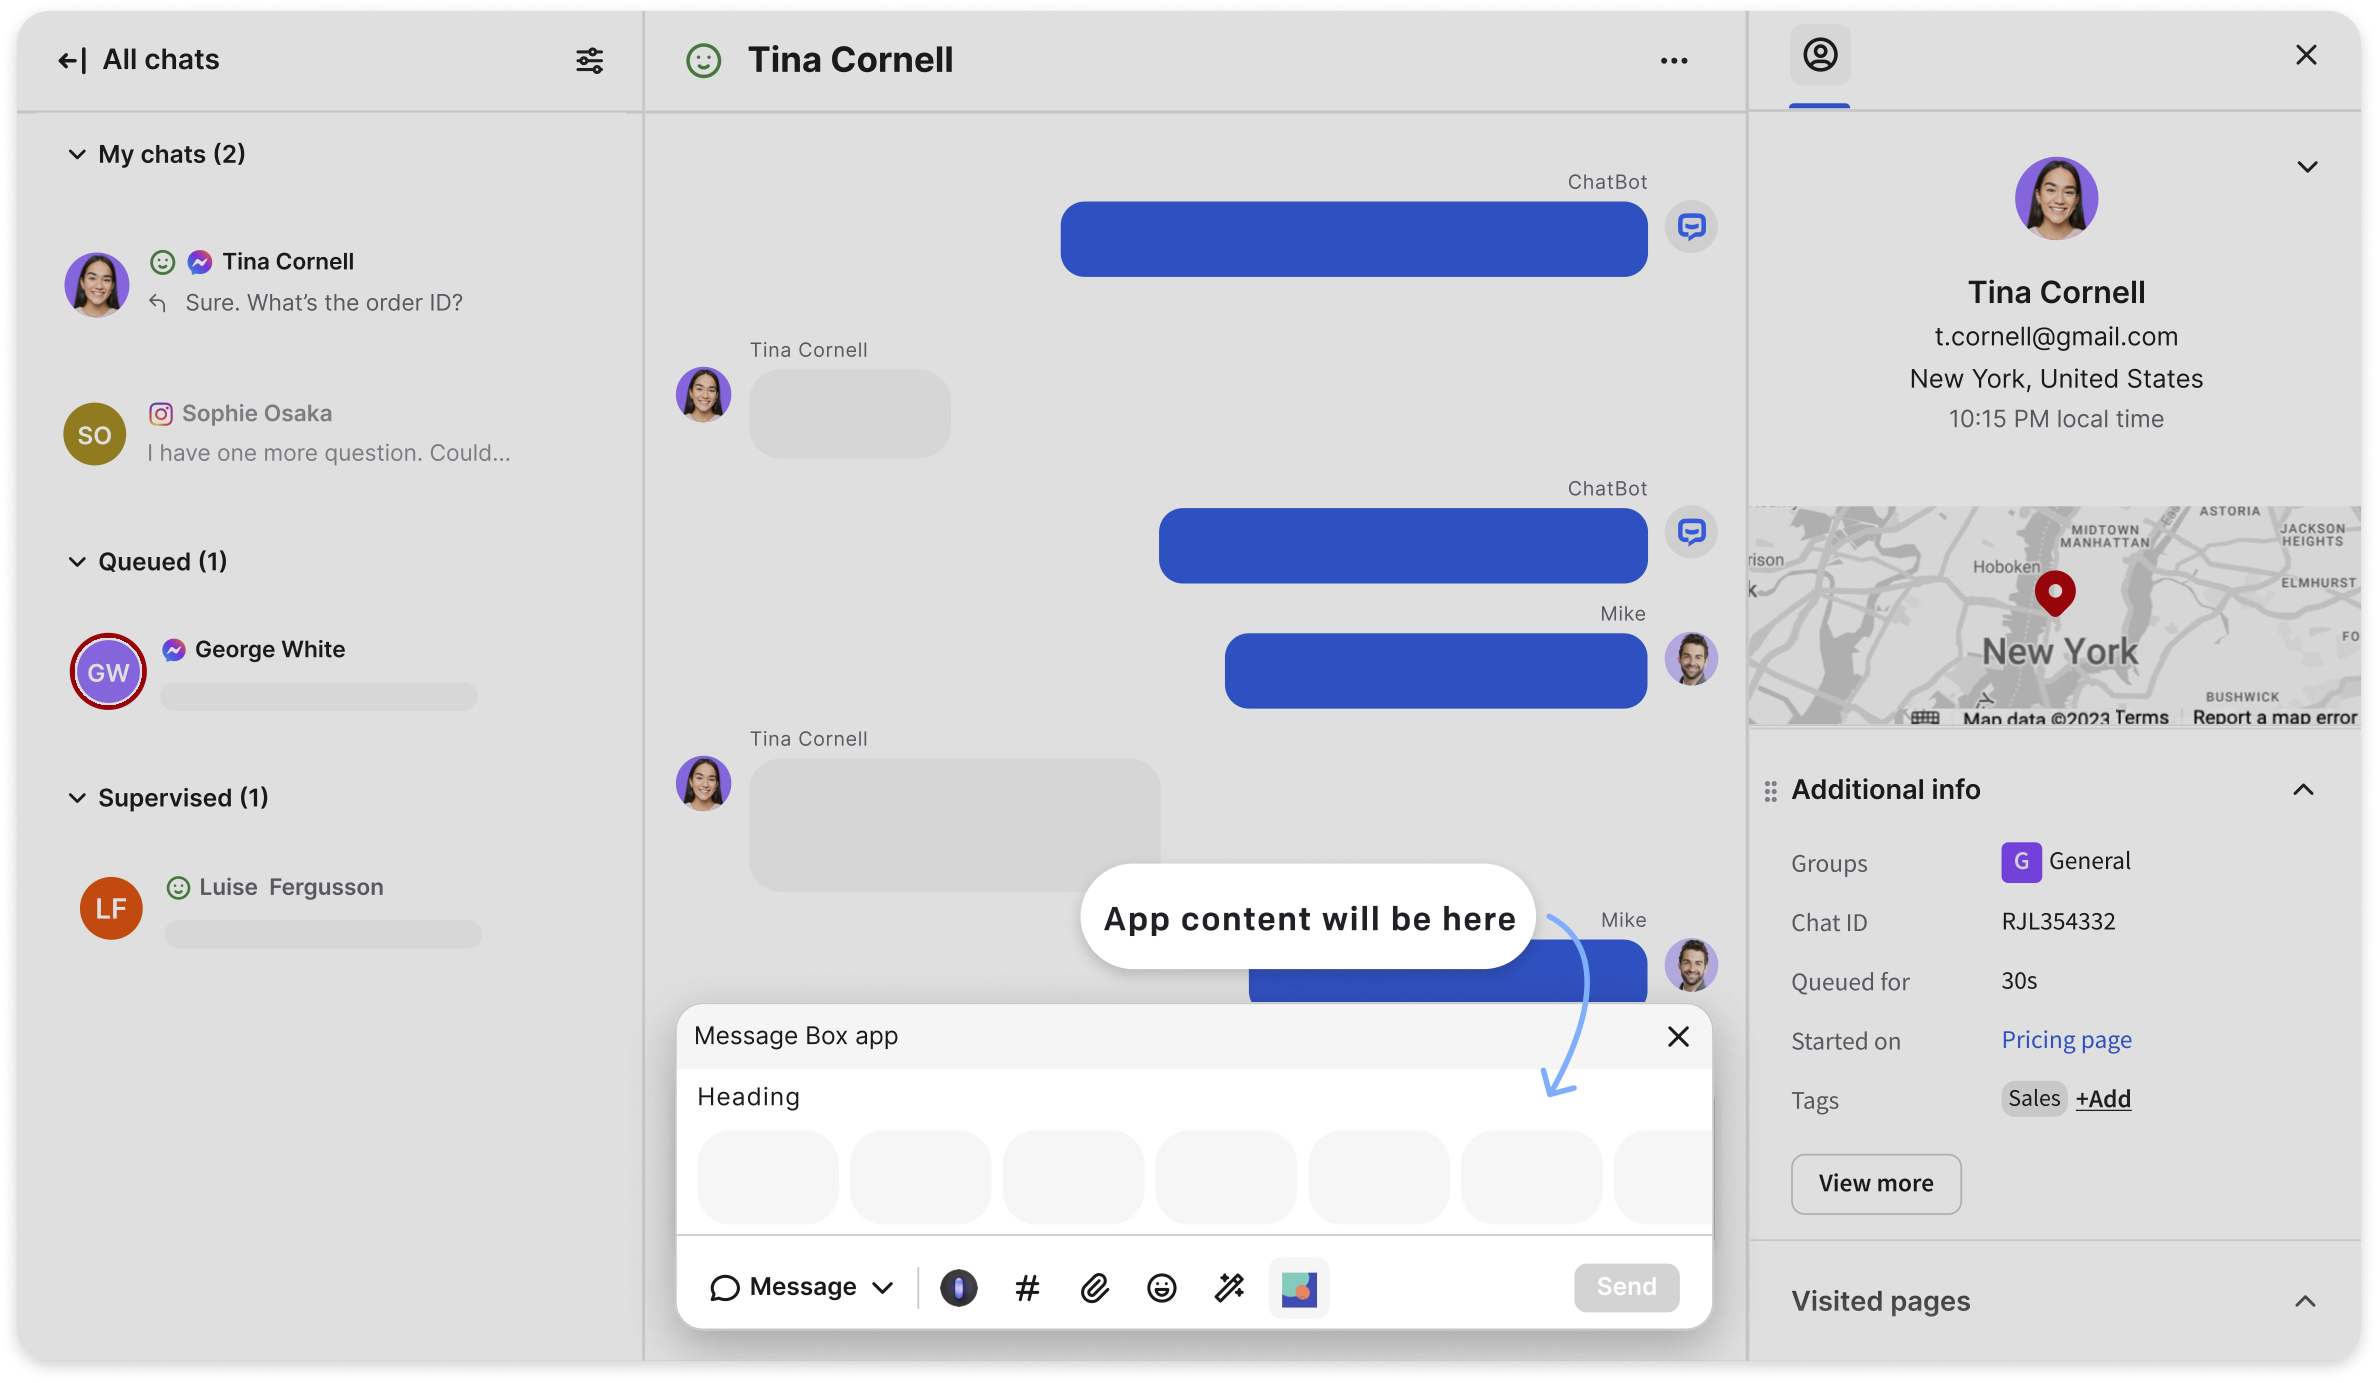 All chats
My chats (2)
Tina Cornell
Sure. What's the order ID?
SO
Sophie Osaka
I have one more question. Could...
Queued (1)
GW
George White
Supervised (1)
LF
Luise Fergusson
Tina Cornell
ChatBot
Tina Cornell
ChatBot
Mike
Tina Cornell
App content will be here
Mike
Message Box app
Heading
Message
Send
Tina Cornell
t.cornell@gmail.com
New York, United States
10:15 PM local time
ASTORIA
MIDTOWN
MANHATTAN
JACKSON
HEIGHTS
rison
Hoboken
ELMHURST
k
FO
New York
BUSHWICK
Map data ©2023
Terms
Report a map error
Additional info
Groups
G General
Chat ID
RJL354332
Queued for
30s
Started on
Pricing page
Tags
Sales +Add
View more
Visited pages